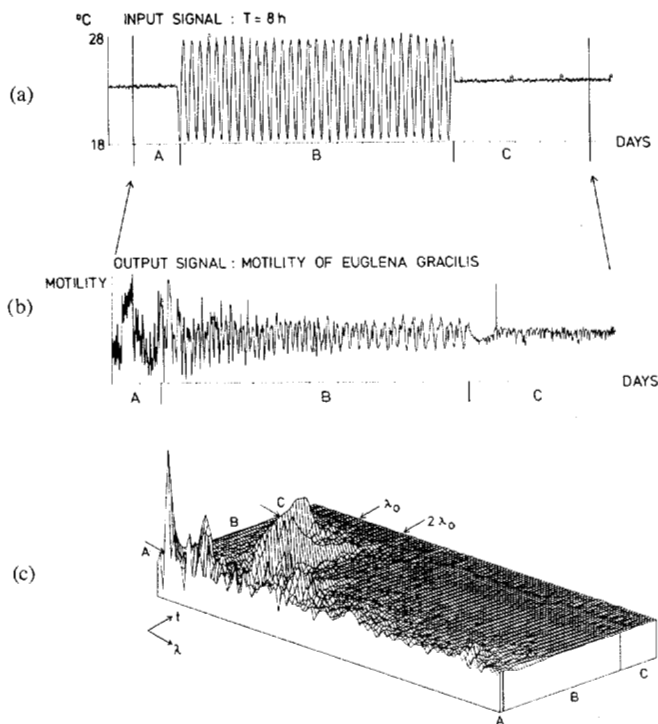 °C INPUT SIGNAL : T = 8 h
28
(a)
18
A B C DAYS
OUTPUT SIGNAL : MOTILITY OF EUGLENA GRACILIS
MOTILITY
(b)
DAYS
A B C
C
λ₀
B
2 λ₀
A
(c)
t
λ
C
B
A